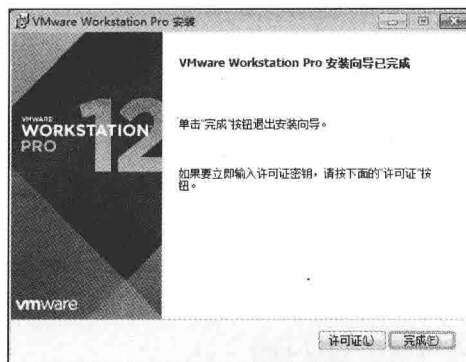 VMware Workstation Pro 安装
VMware Workstation Pro 安装向导已完成
VMWARE
WORKSTATION
PRO
12
单击“完成”按钮退出安装向导。
如果要立即输入许可证密钥，请按下面的“许可证”按
钮。
vmware
许可证(L)
完成(F)